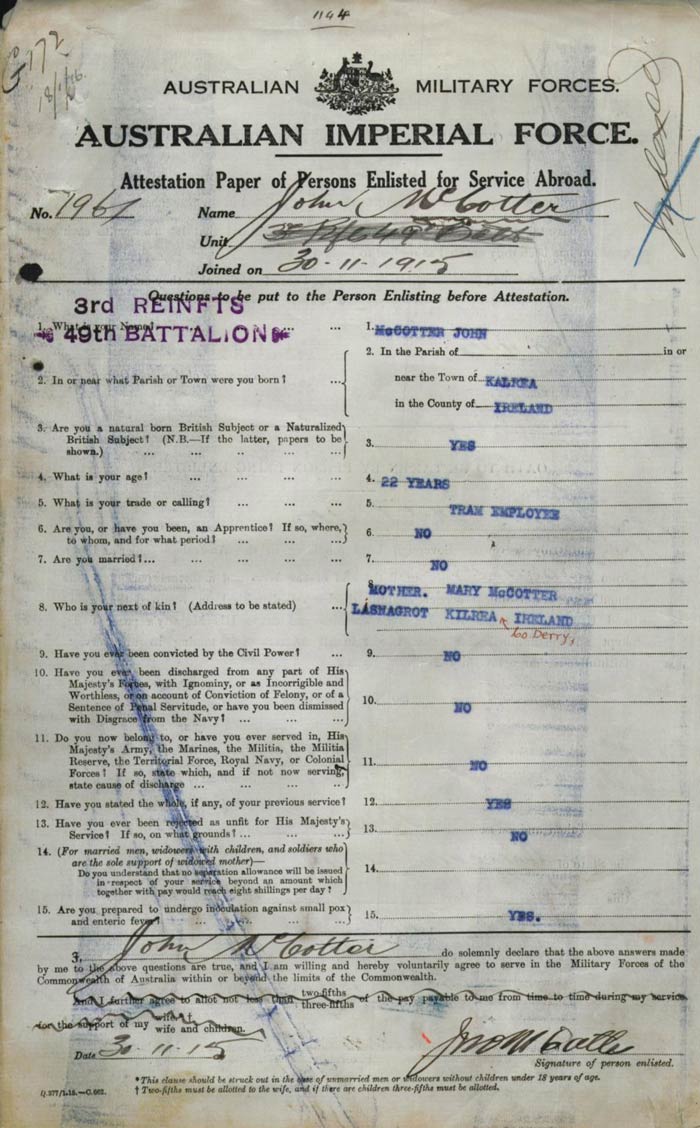 1144
172
18/1/16
Indexed
AUSTRALIAN MILITARY FORCES.
AUSTRALIAN IMPERIAL FORCE.
Attestation Paper of Persons Enlisted for Service Abroad.
No. 1961 Name John McCotter
Unit 3rd Rfts 49th Batt
Joined on 30-11-1915
Questions to be put to the Person Enlisting before Attestation.
3rd REINFTS
49th BATTALION
1. What is your Name? ... ... ... 1. McCOTTER JOHN
2. In or near what Parish or Town were you born? ... 2. In the Parish of in or
near the Town of KALREA
in the County of IRELAND
3. Are you a natural born British Subject or a Naturalized
British Subject? (N.B.—If the latter, papers to be
shown.) ... ... .. ... ... 3. YES
4. What is your age? ... ... ... 4. 22 YEARS
5. What is your trade or calling? ... ... 5. TRAM EMPLOYEE
6. Are you, or have you been, an Apprentice? If so, where,
to whom, and for what period? ... ... 6. NO
7. Are you married?... ... ... ... 7. NO
8. Who is your next of kin? (Address to be stated) ... 8. MOTHER. MARY McCOTTER
LASNAGROT KILREA IRELAND
Co Derry,
9. Have you ever been convicted by the Civil Power? ... 9. NO
10. Have you ever been discharged from any part of His
Majesty's Forces, with Ignominy, or as Incorrigible and
Worthless, or on account of Conviction of Felony, or of a
Sentence of Penal Servitude, or have you been dismissed
with Disgrace from the Navy? ... ... ... 10. NO
11. Do you now belong to, or have you ever served in, His
Majesty's Army, the Marines, the Militia, the Militia
Reserve, the Territorial Force, Royal Navy, or Colonial
Forces? If so, state which, and if not now serving,
state cause of discharge ... ... ... ... 11. NO
12. Have you stated the whole, if any, of your previous service? 12. YES
13. Have you ever been rejected as unfit for His Majesty's
Service? If so, on what grounds? ... ... ... 13. NO
14. (For married men, widowers with children, and soldiers who
are the sole support of widowed mother)—
Do you understand that no separation allowance will be issued
in respect of your service beyond an amount which
together with pay would reach eight shillings per day? 14.
15. Are you prepared to undergo inoculation against small pox
and enteric fever? ... ... ... ... 15. YES.
I, John McCotter do solemnly declare that the above answers made
by me to the above questions are true, and I am willing and hereby voluntarily agree to serve in the Military Forces of the
Commonwealth of Australia within or beyond the limits of the Commonwealth.
*And I further agree to allot not less than two-fifths three-fifths of the pay payable to me from time to time during my service
for the support of my wife† wife and children.
Date 30-11-15 Jno McCotter
Signature of person enlisted.
*This clause should be struck out in the case of unmarried men or widowers without children under 18 years of age.
† Two-fifths must be allotted to the wife, and if there are children three-fifths must be allotted.